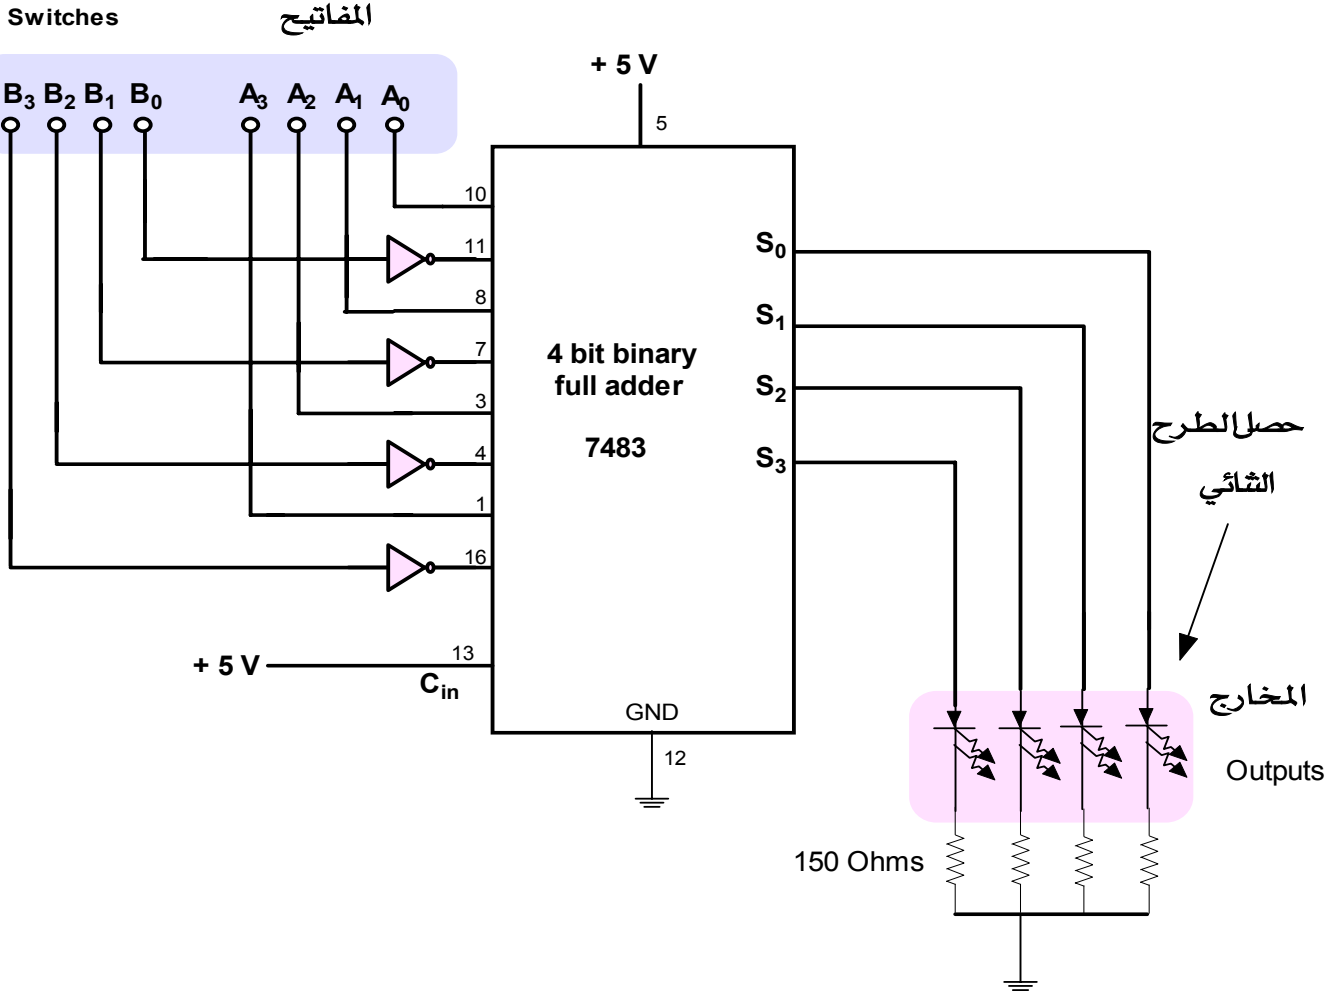 Switches المفاتيح
B3 B2 B1 B0 A3 A2 A1 A0
+ 5 V
5
10
11
8
7
3
4
1
16
13
+ 5 V
Cin
4 bit binary
full adder
7483
GND
12
S0
S1
S2
S3
حصل الطرح
الثنائي
المخارج
Outputs
150 Ohms